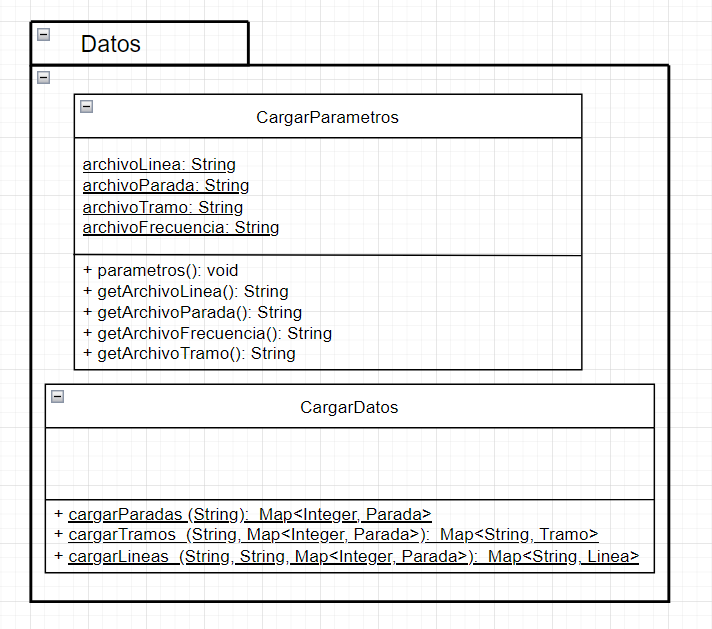 Datos
CargarParametros
archivoLinea: String
archivoParada: String
archivoTramo: String
archivoFrecuencia: String
+ parametros(): void
+ getArchivoLinea(): String
+ getArchivoParada(): String
+ getArchivoFrecuencia(): String
+ getArchivoTramo(): String
CargarDatos
+ cargarParadas (String): Map<Integer, Parada>
+ cargarTramos (String, Map<Integer, Parada>): Map<String, Tramo>
+ cargarLineas (String, String, Map<Integer, Parada>): Map<String, Linea>